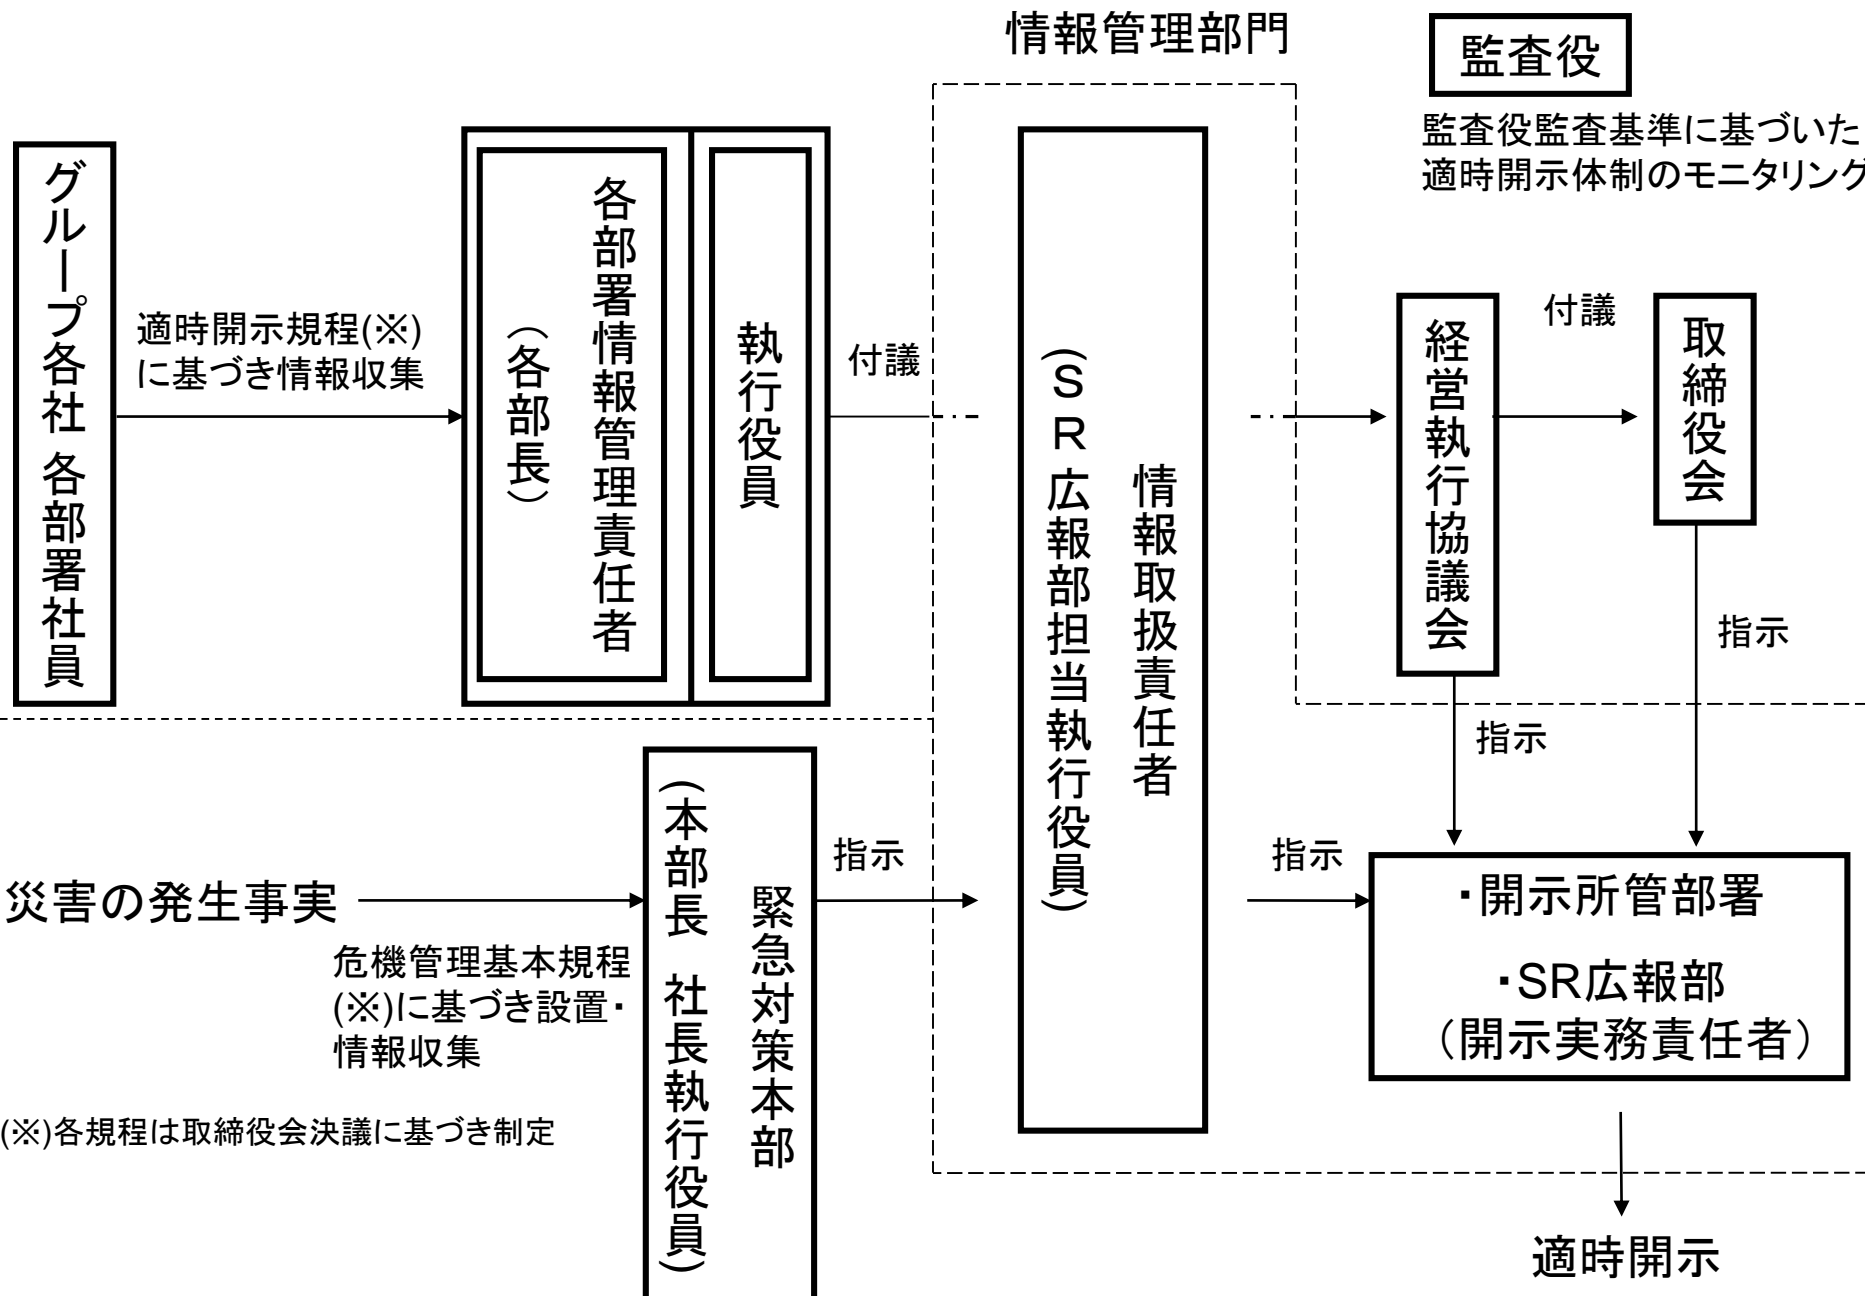 情報管理部門
監査役
監査役監査基準に基づいた
適時開示体制のモニタリング
グループ各社 各部署社員
適時開示規程(※)
に基づき情報収集
各部署情報管理責任者
(各部長)
執行役員
付議
情報取扱責任者
(SR広報部担当執行役員)
経営執行協議会
付議
取締役会
指示
指示
災害の発生事実
危機管理基本規程
(※)に基づき設置・
情報収集
緊急対策本部
(本部長 社長執行役員)
指示
指示
・開示所管部署
・SR広報部
(開示実務責任者)
(※)各規程は取締役会決議に基づき制定
適時開示